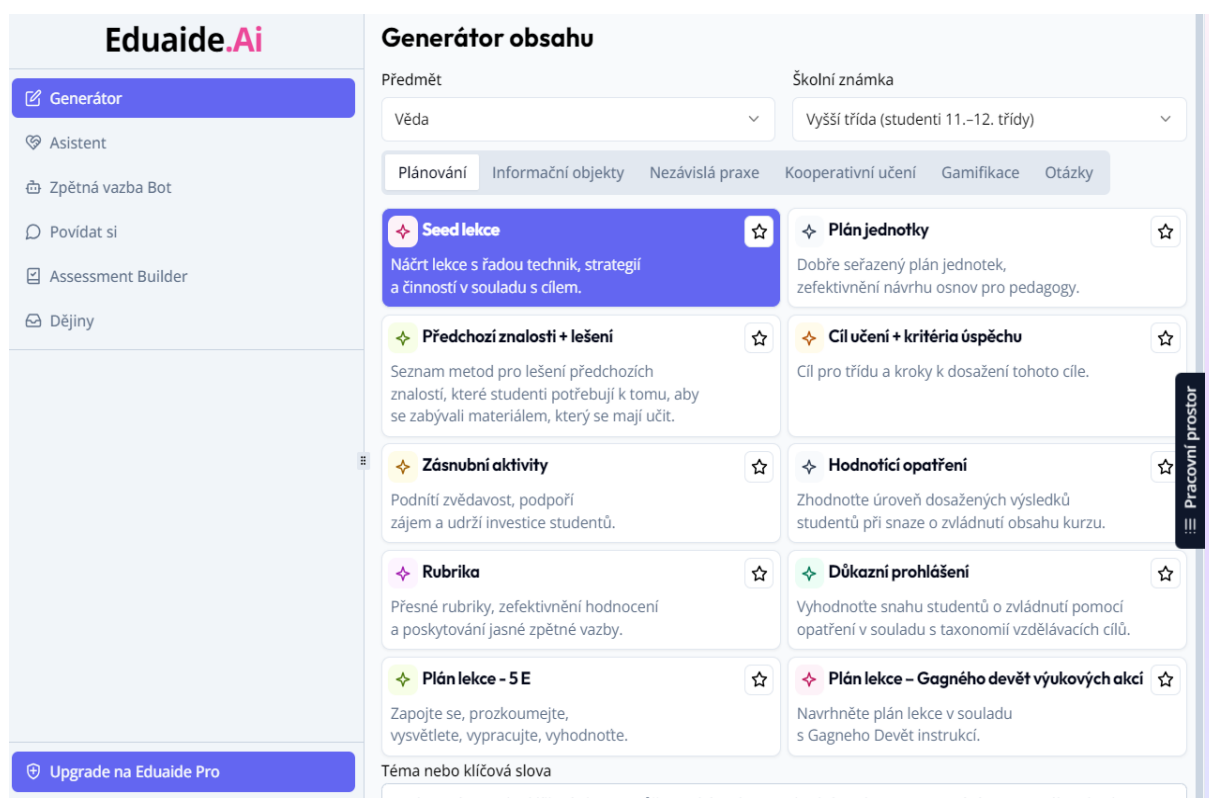 Eduaide.Ai
Generátor
Asistent
Zpětná vazba Bot
Povídat si
Assessment Builder
Dějiny
Upgrade na Eduaide Pro
Generátor obsahu
Předmět
Školní známka
Věda
Vyšší třída (studenti 11.–12. třídy)
Plánování
Informační objekty
Nezávislá praxe
Kooperativní učení
Gamifikace
Otázky
Seed lekce
Náčrt lekce s řadou technik, strategií
a činností v souladu s cílem.
Plán jednotky
Dobře seřazený plán jednotek,
zefektivnění návrhu osnov pro pedagogy.
Předchozí znalosti + lešení
Seznam metod pro lešení předchozích
znalostí, které studenti potřebují k tomu, aby
se zabývali materiálem, který se mají učit.
Cíl učení + kritéria úspěchu
Cíl pro třídu a kroky k dosažení tohoto cíle.
Zásnubní aktivity
Podnítí zvědavost, podpoří
zájem a udrží investice studentů.
Hodnotící opatření
Zhodnoťte úroveň dosažených výsledků
studentů při snaze o zvládnutí obsahu kurzu.
Rubrika
Přesné rubriky, zefektivnění hodnocení
a poskytování jasné zpětné vazby.
Důkazní prohlášení
Vyhodnoťte snahu studentů o zvládnutí pomocí
opatření v souladu s taxonomií vzdělávacích cílů.
Plán lekce - 5 E
Zapojte se, prozkoumejte,
vysvětlete, vypracujte, vyhodnoťte.
Plán lekce – Gagného devět výukových akcí
Navrhněte plán lekce v souladu
s Gagneho Devět instrukcí.
Téma nebo klíčová slova
Pracovní prostor